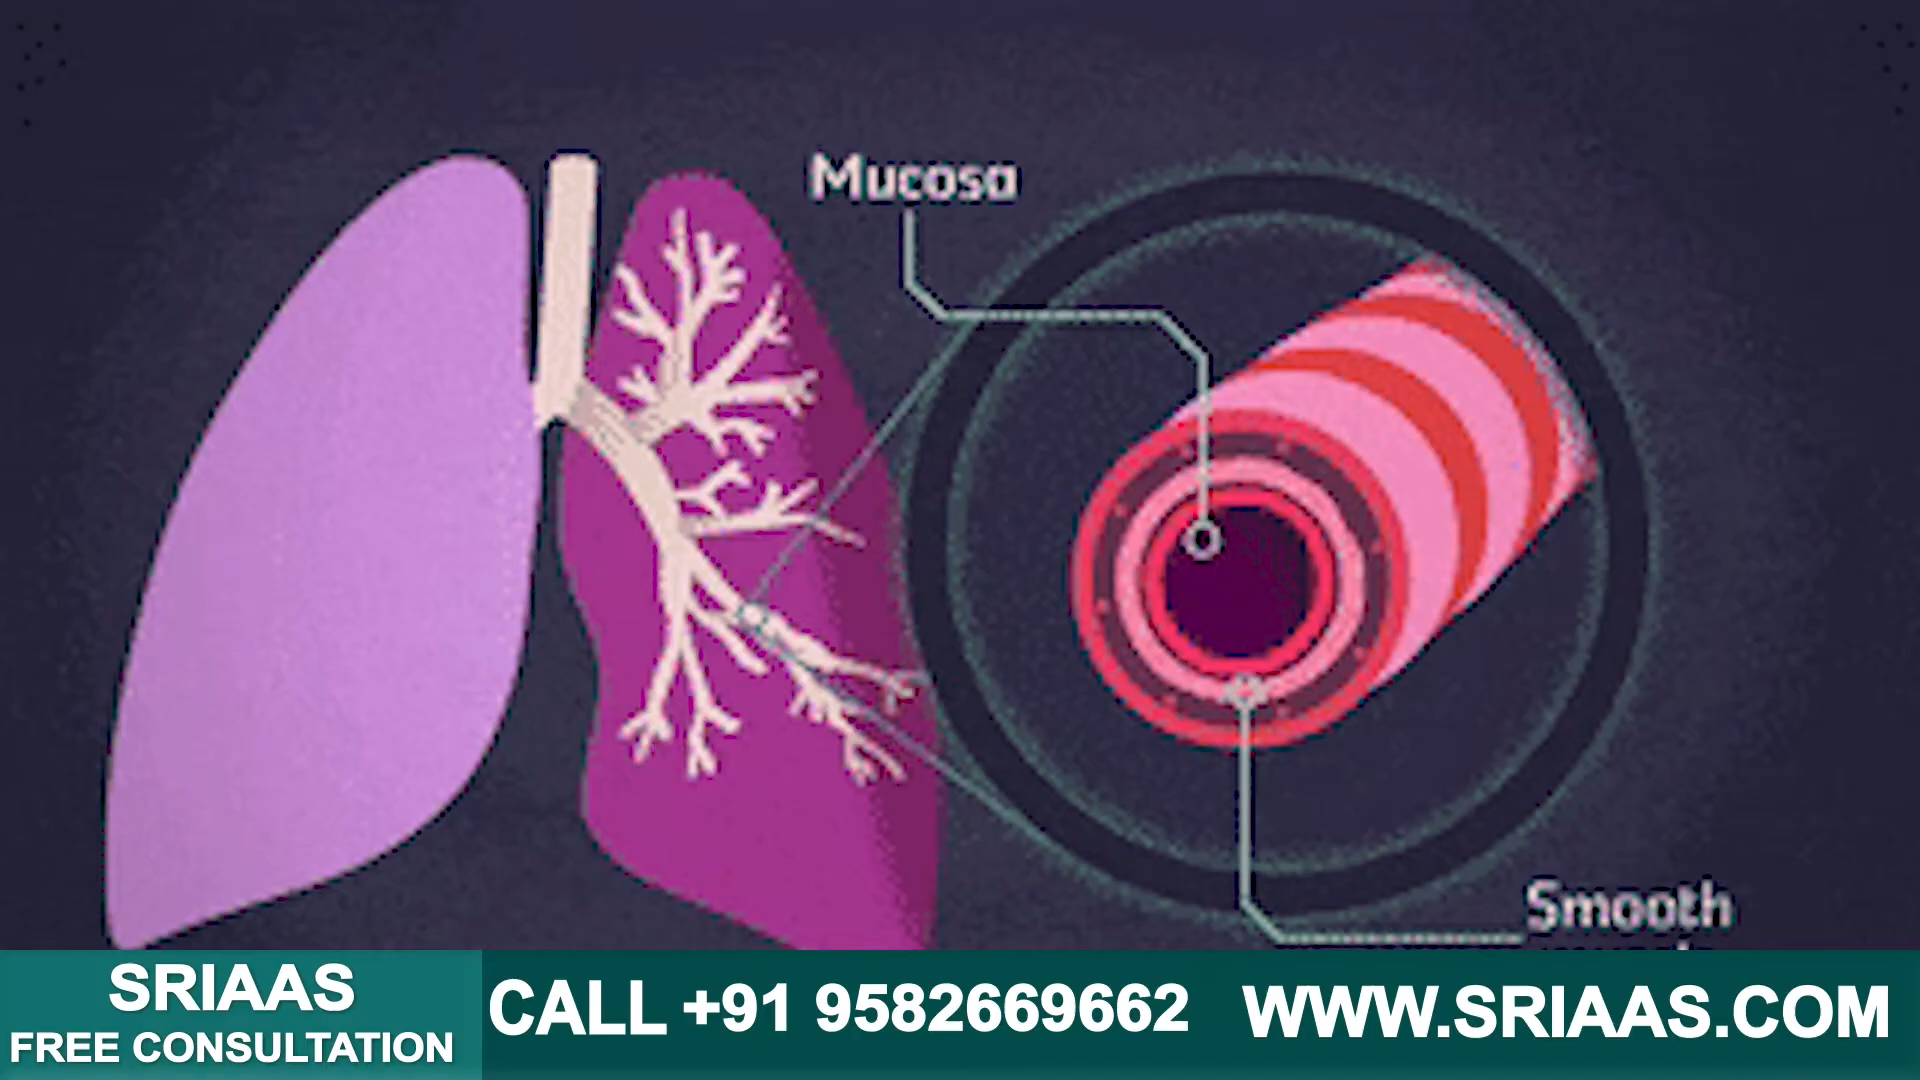 Mucosa
Smooth
SRIAAS
FREE CONSULTATION
CALL +91 9582669662
WWW.SRIAAS.COM